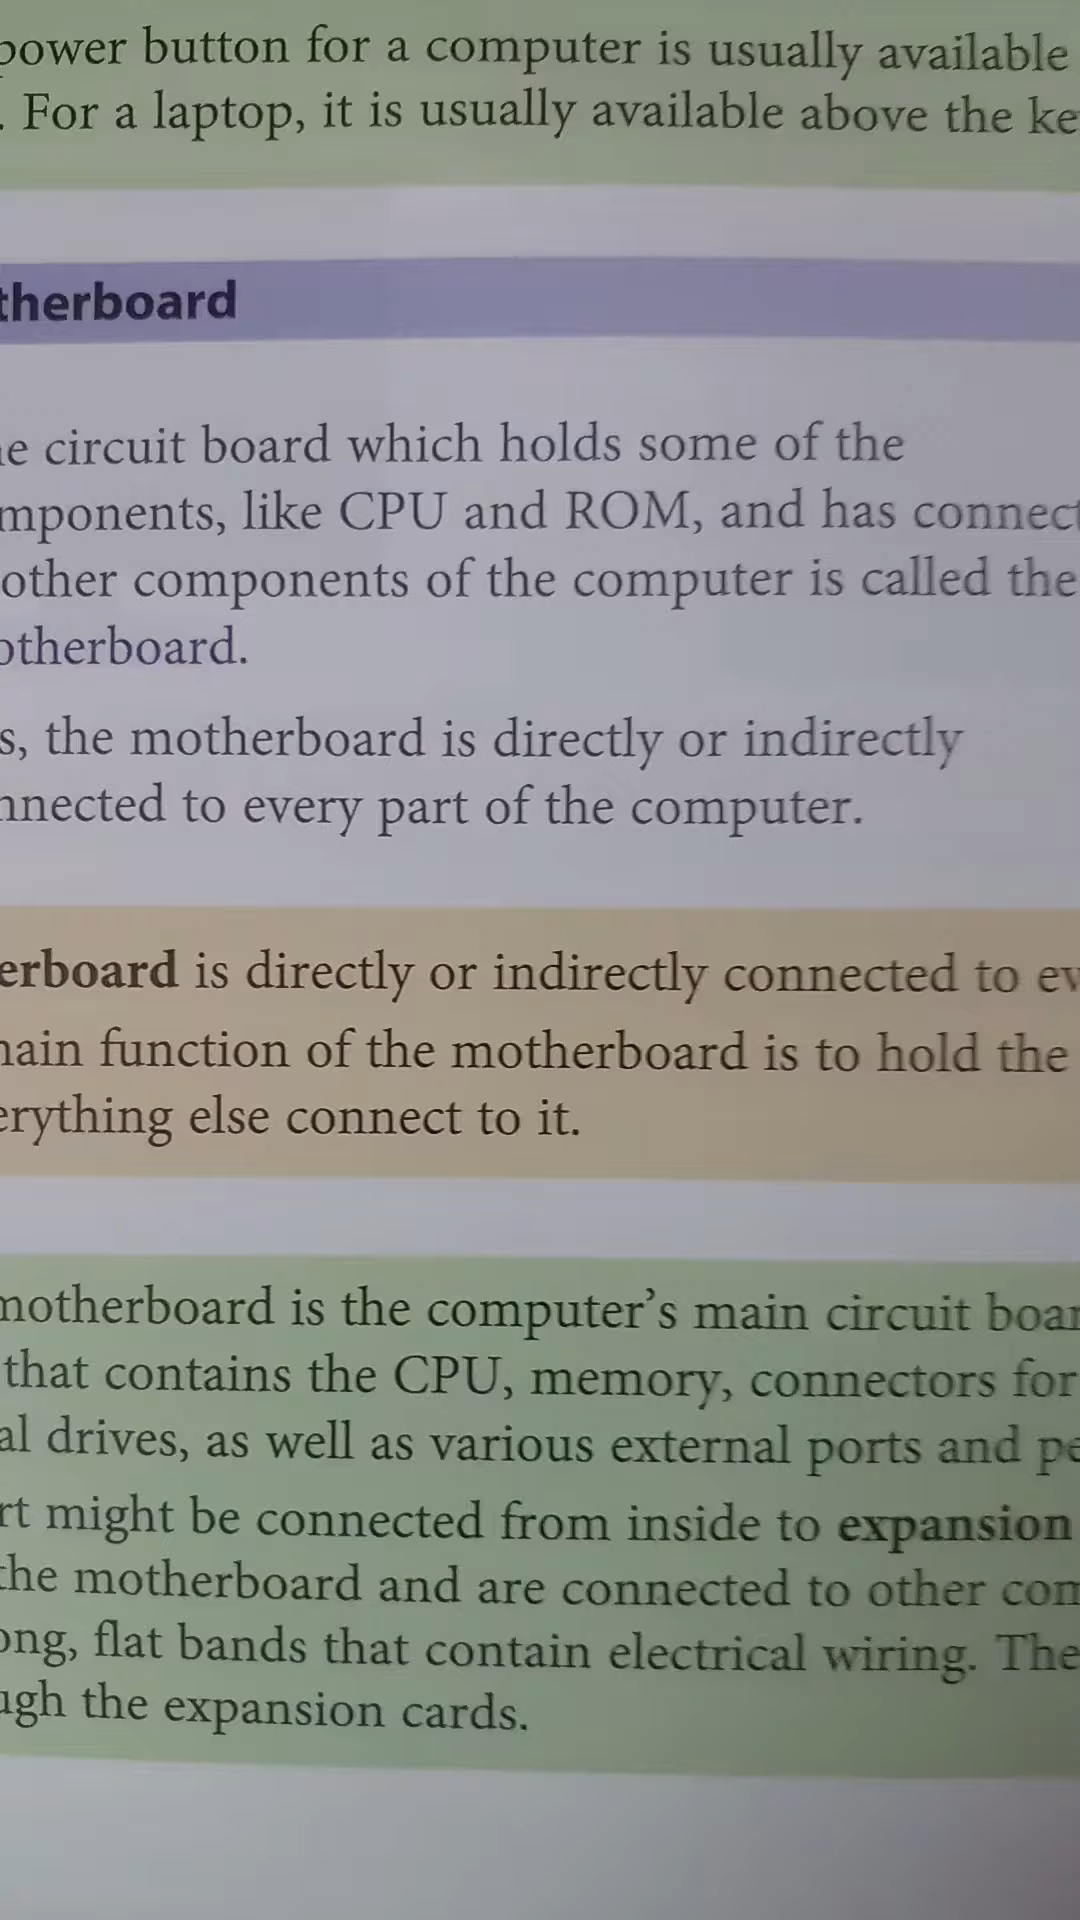 power button for a computer is usually available
. For a laptop, it is usually available above the ke
therboard
e circuit board which holds some of the
mponents, like CPU and ROM, and has connect
other components of the computer is called the
otherboard.
s, the motherboard is directly or indirectly
nnected to every part of the computer.
erboard is directly or indirectly connected to ev
ain function of the motherboard is to hold the
erything else connect to it.
motherboard is the computer's main circuit boar
that contains the CPU, memory, connectors for
al drives, as well as various external ports and pe
rt might be connected from inside to expansion
the motherboard and are connected to other com
ong, flat bands that contain electrical wiring. The
ugh the expansion cards.